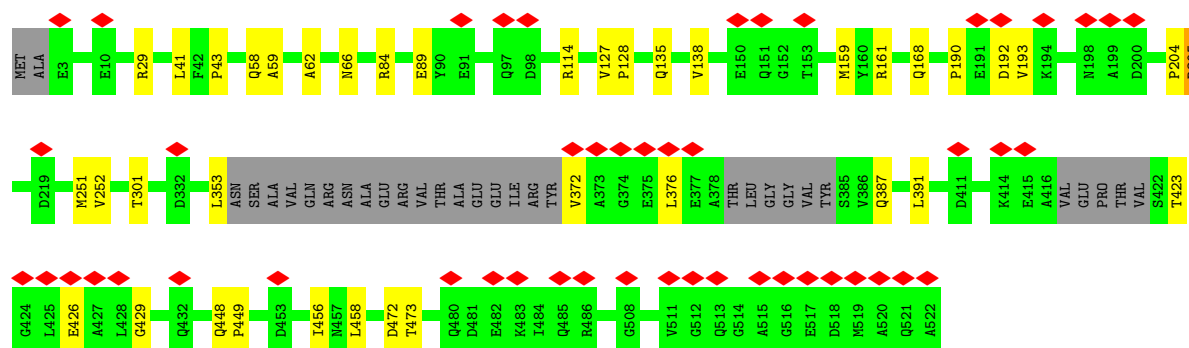 MET ALA E3 E10 R29 L41 F42 P43 Q58 A59 A62 N66 R84 E89 Y90 E91 Q97 D98 R114 V127 P128 Q135 V138 E150 Q151 G152 T153 M159 Y160 R161 Q168 P190 E191 D192 V193 K194 N198 A199 D200 P204
D219 M251 V252 T301 D332 L353 ASN SER ALA VAL GLN ARG ASN ALA GLU ARG VAL THR ALA GLU GLU ILE ARG TYR V372 A373 G374 E375 L376 E377 A378 THR LEU GLY GLY VAL TYR S385 V386 Q387 L391 D411 K414 E415 A416 VAL GLU PRO THR VAL S422 T423
G424 L425 E426 A427 L428 G429 Q432 Q448 P449 D453 I456 N457 L458 D472 T473 Q480 D481 E482 K483 I484 Q485 R486 G508 V511 G512 Q513 G514 A515 G516 E517 D518 M519 A520 Q521 A522